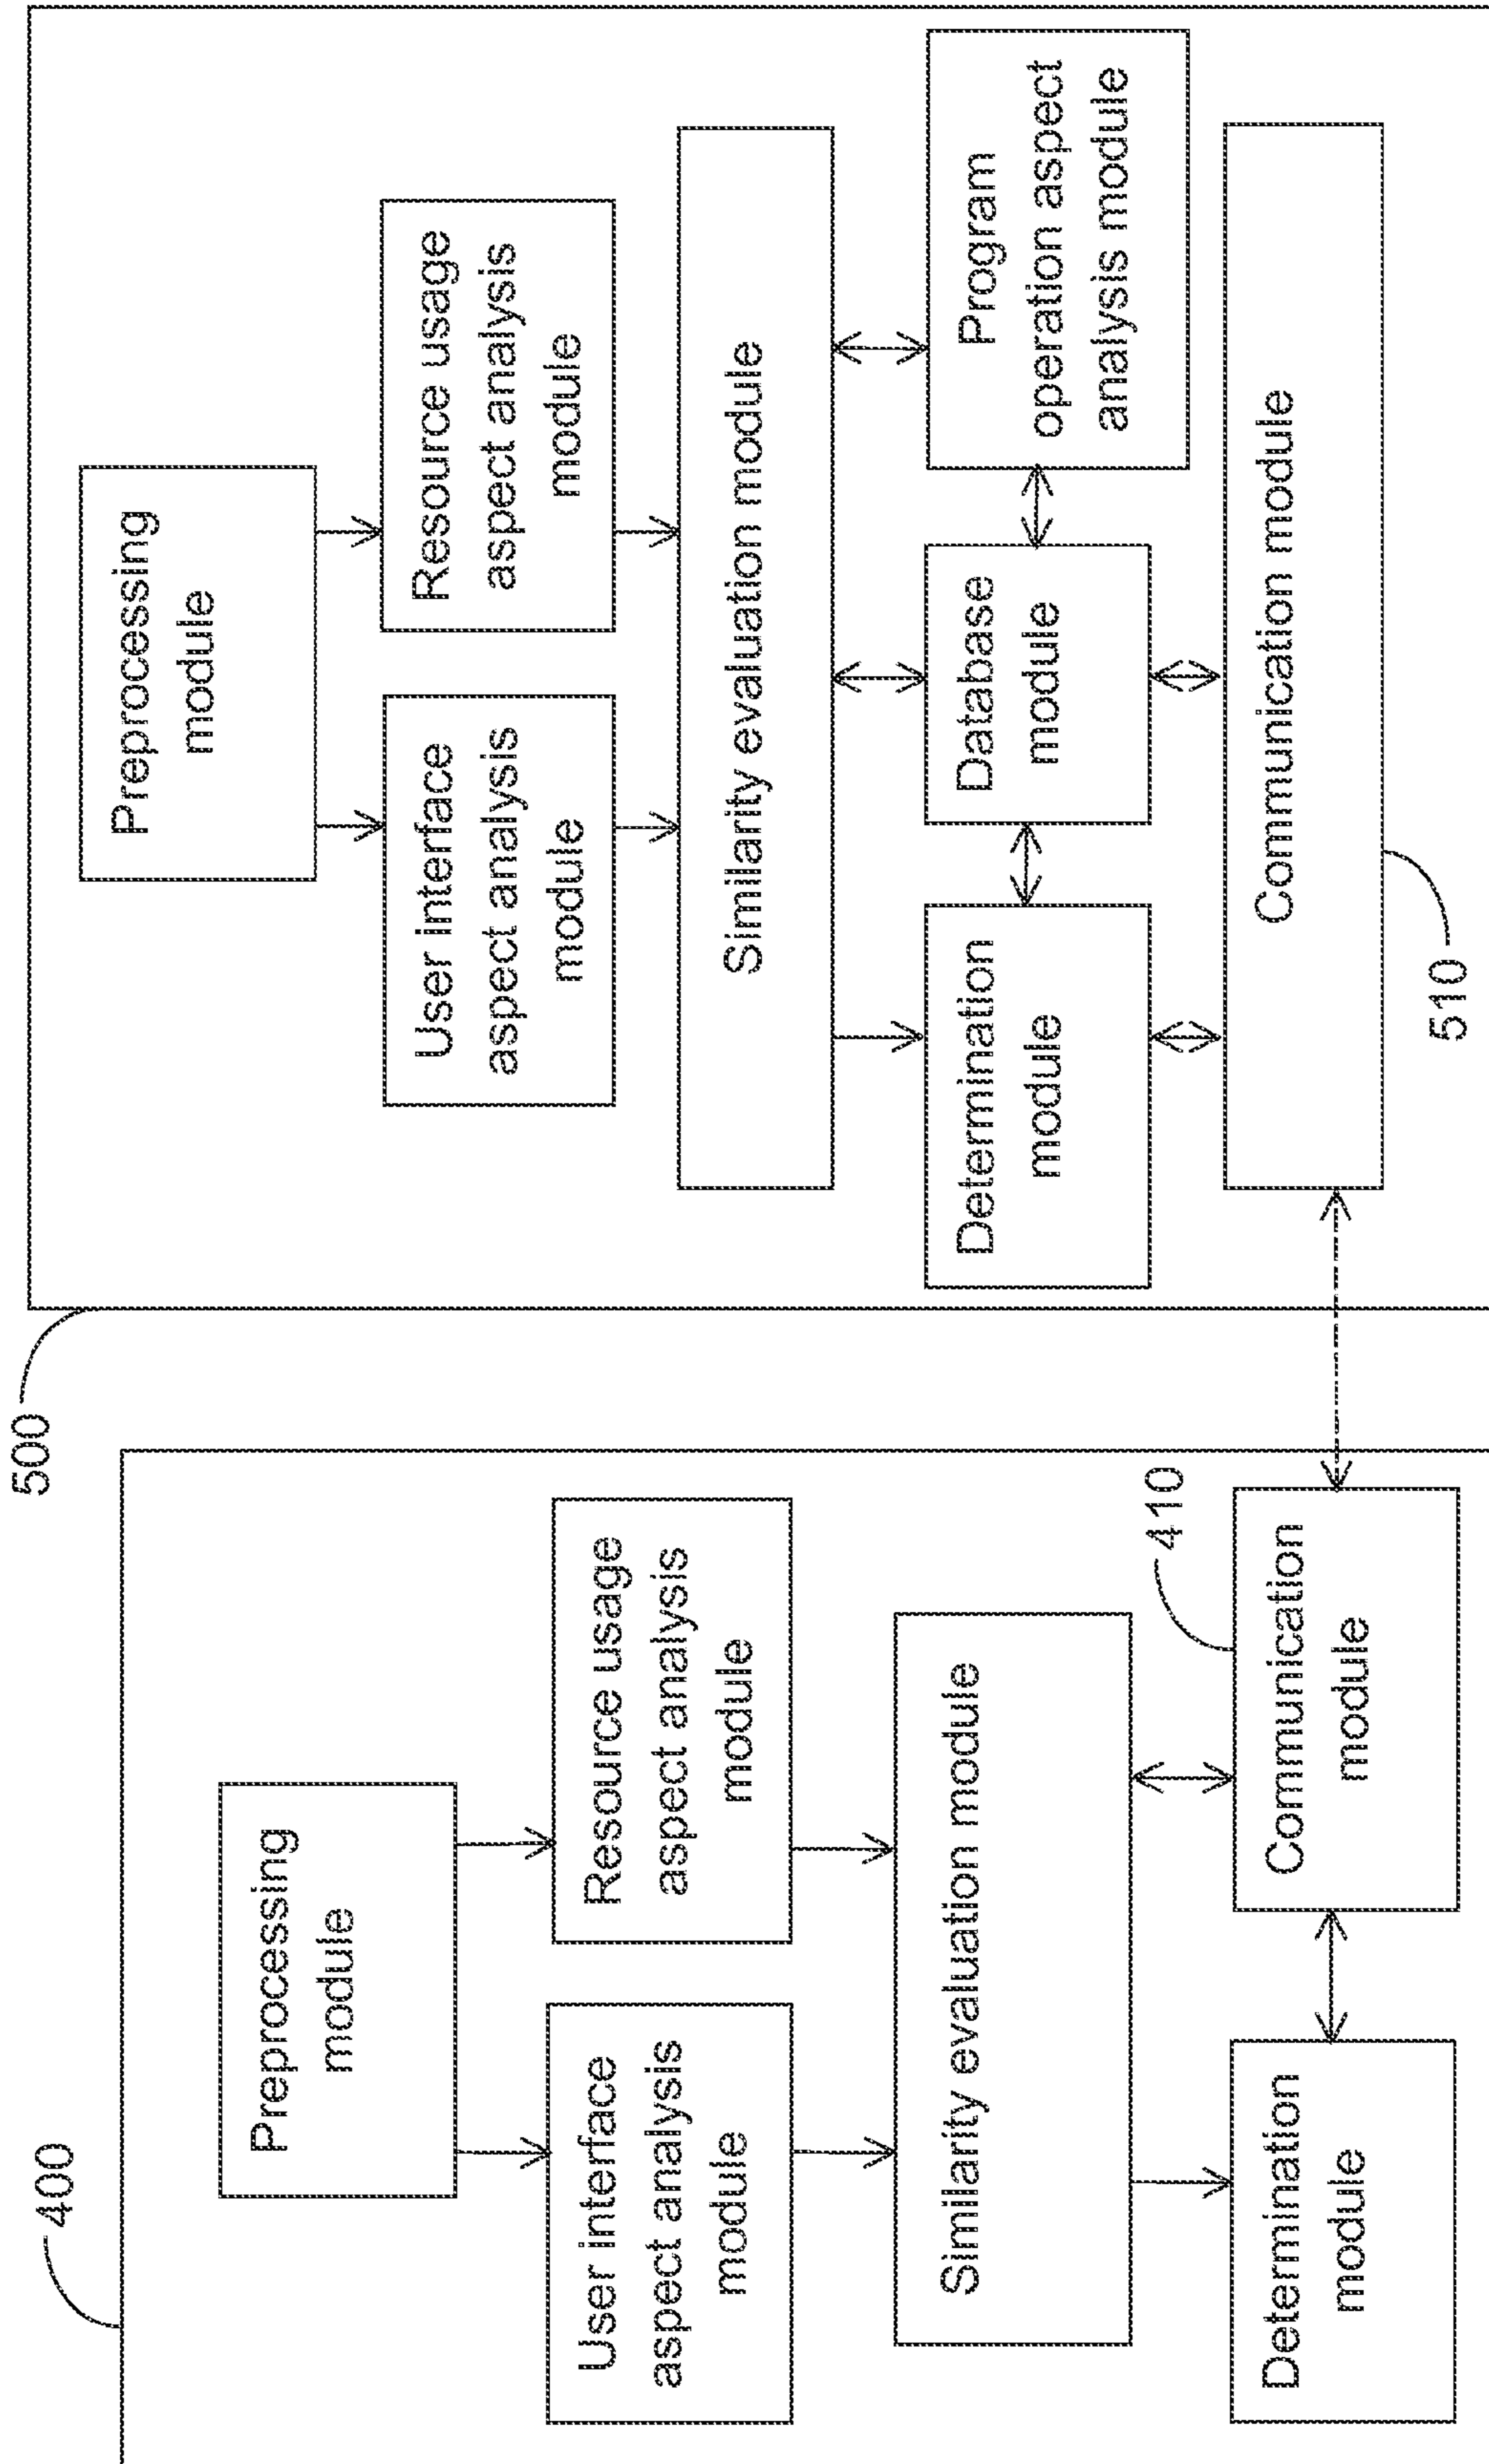 400
Preprocessing
module
User interface
aspect analysis
module
Resource usage
aspect analysis
module
Similarity evaluation module
Determination
module
Communication
module
410
500
Preprocessing
module
User interface
aspect analysis
module
Resource usage
aspect analysis
module
Similarity evaluation module
Determination
module
Database
module
Program
operation aspect
analysis module
Communication module
510